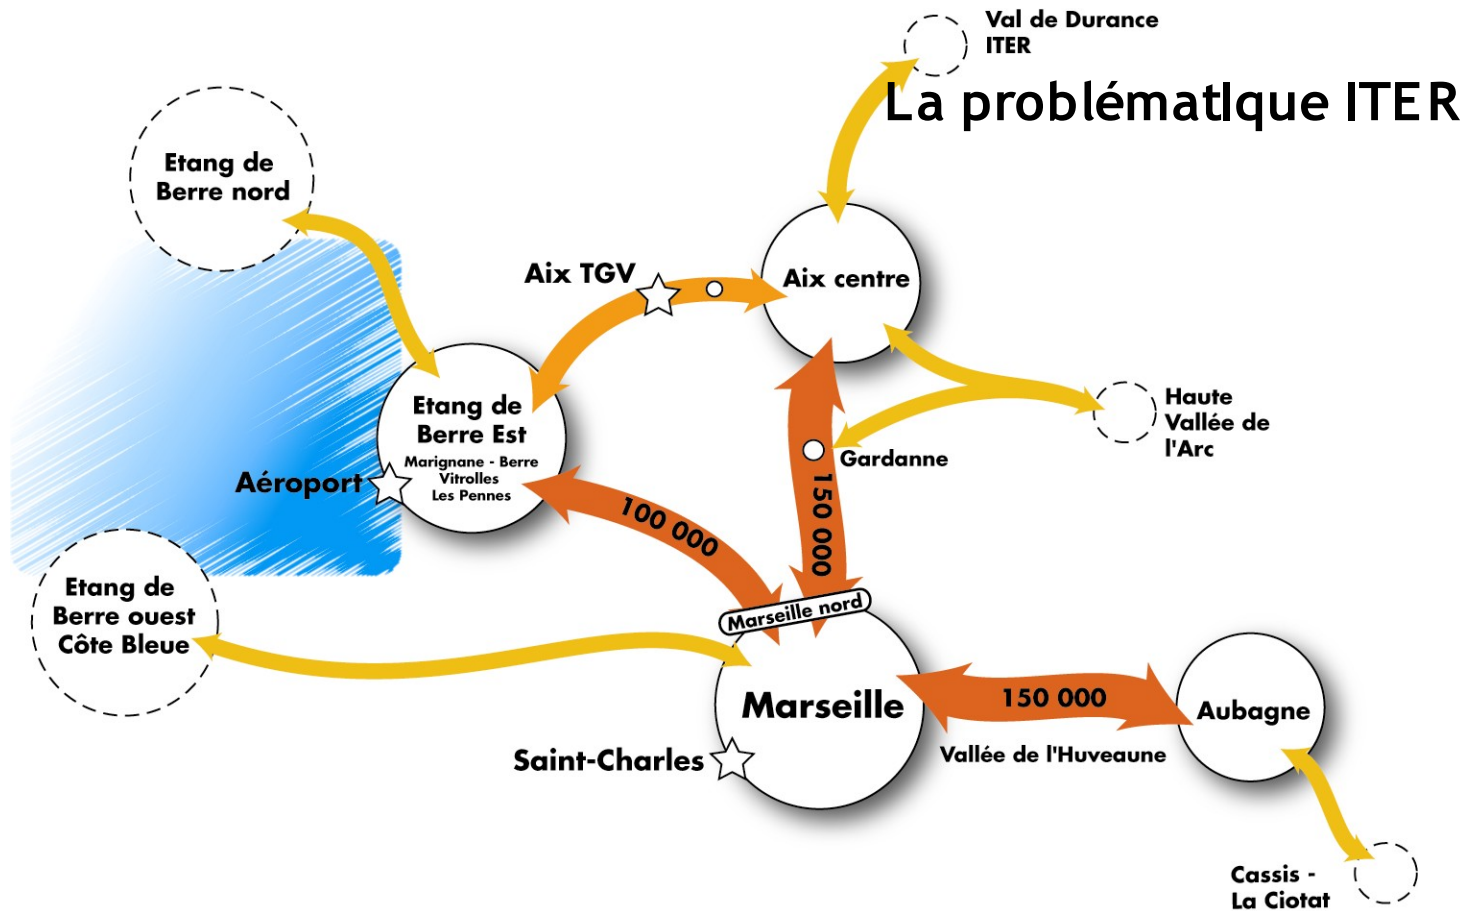 Val de Durance
ITER
La problématIque ITER
Etang de
Berre nord
Aix TGV
Aix centre
Haute
Vallée de
l'Arc
Etang de
Berre Est
Marignane - Berre
Vitrolles
Les Pennes
Aéroport
Gardanne
100 000
150 000
Etang de
Berre ouest
Côte Bleue
Marseille nord
Marseille
150 000
Aubagne
Vallée de l'Huveaune
Saint-Charles
Cassis -
La Ciotat